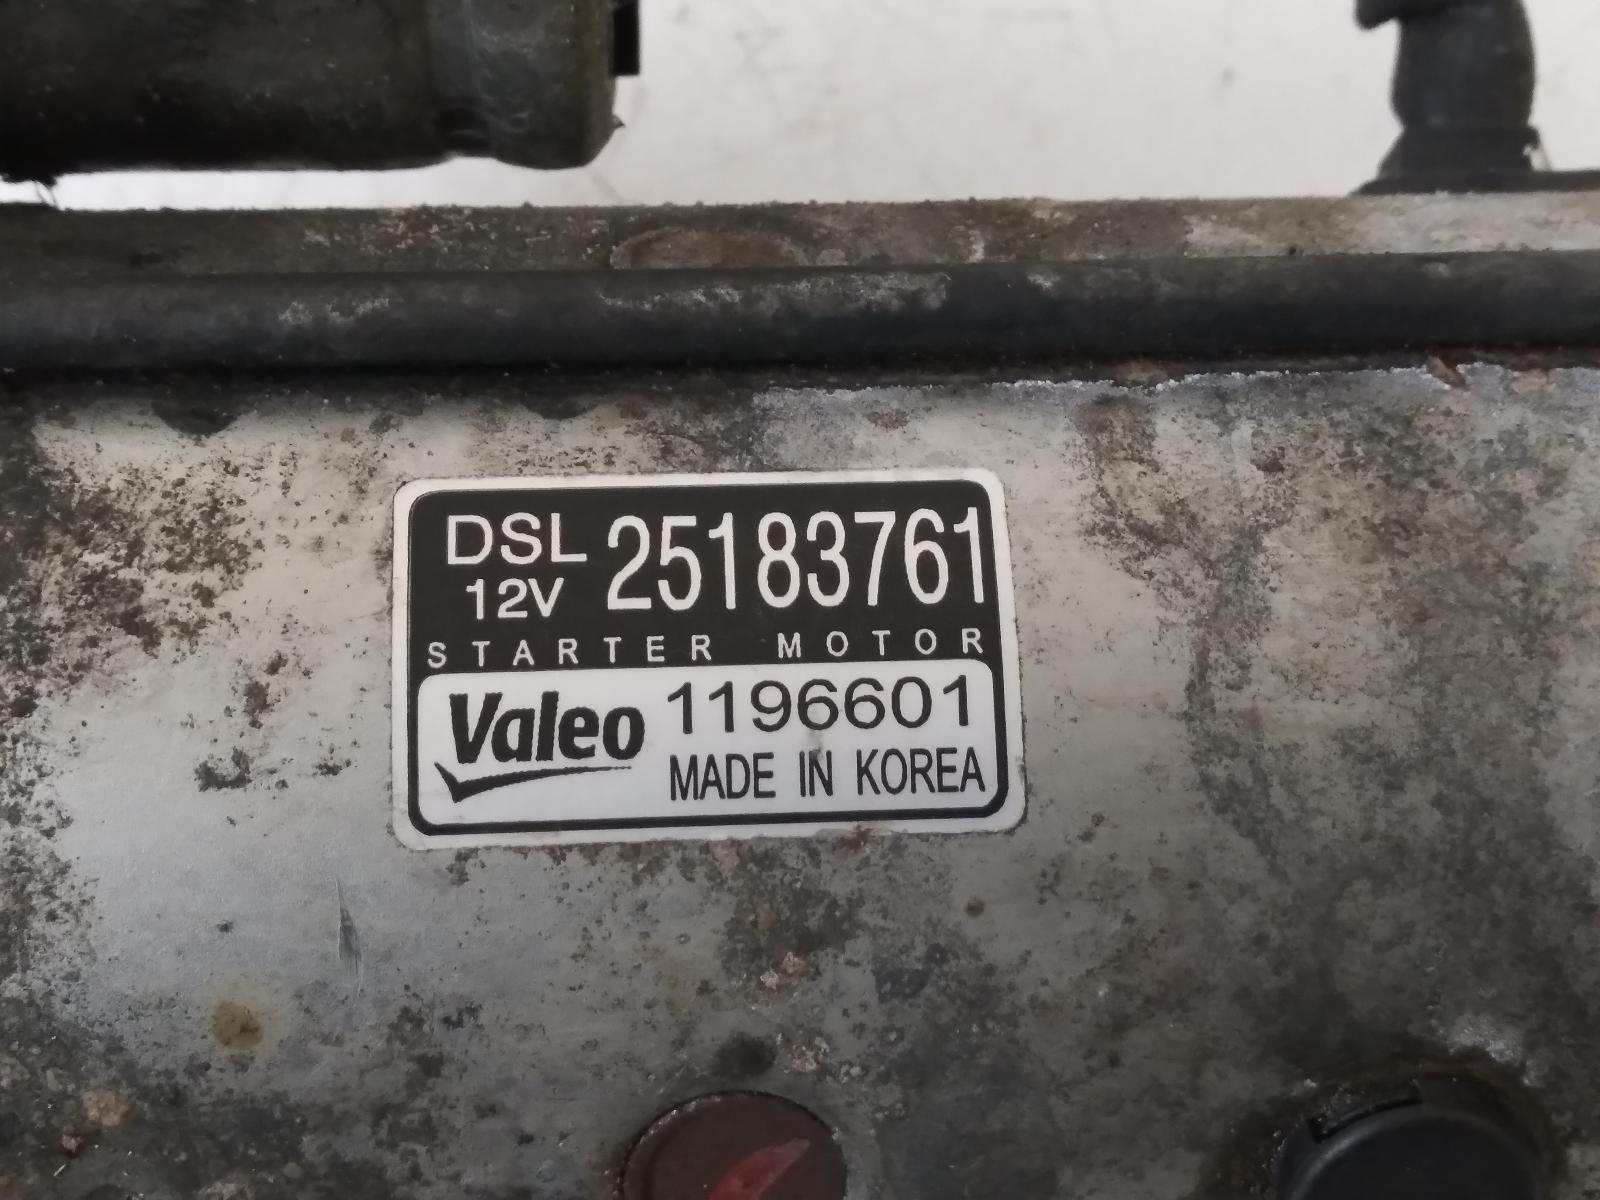 DSL 25183761
12V
STARTER MOTOR
Valeo 1196601
MADE IN KOREA